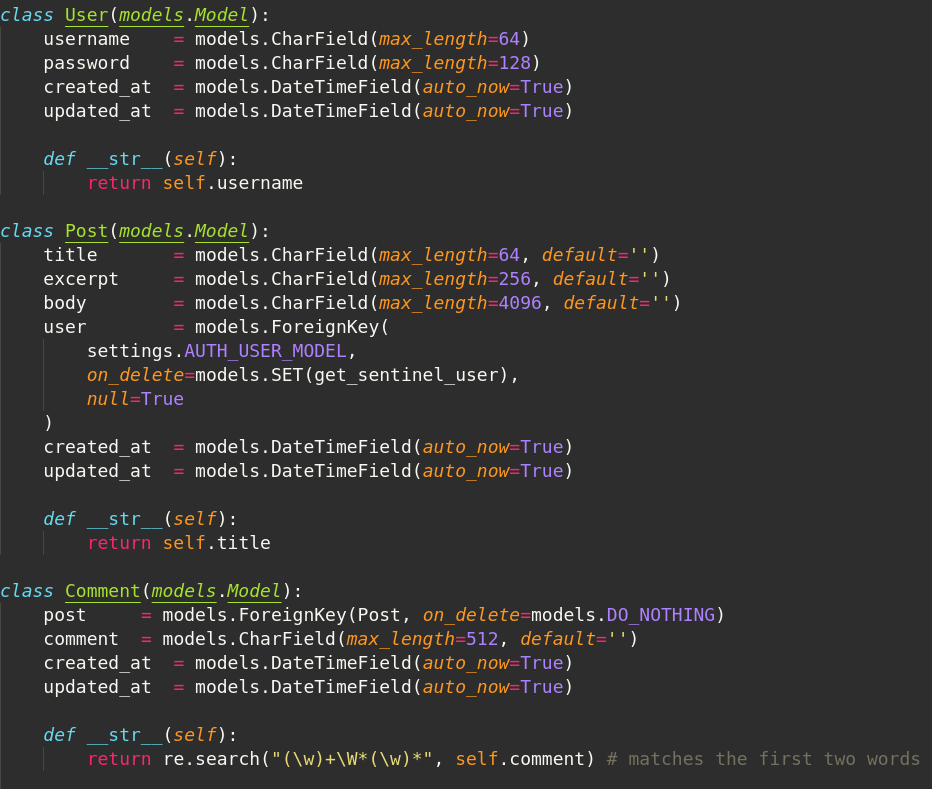 class User(models.Model):
    username    = models.CharField(max_length=64)
    password    = models.CharField(max_length=128)
    created_at  = models.DateTimeField(auto_now=True)
    updated_at  = models.DateTimeField(auto_now=True)

    def __str__(self):
        return self.username

class Post(models.Model):
    title       = models.CharField(max_length=64, default='')
    excerpt     = models.CharField(max_length=256, default='')
    body        = models.CharField(max_length=4096, default='')
    user        = models.ForeignKey(
        settings.AUTH_USER_MODEL,
        on_delete=models.SET(get_sentinel_user),
        null=True
    )
    created_at  = models.DateTimeField(auto_now=True)
    updated_at  = models.DateTimeField(auto_now=True)

    def __str__(self):
        return self.title

class Comment(models.Model):
    post     = models.ForeignKey(Post, on_delete=models.DO_NOTHING)
    comment  = models.CharField(max_length=512, default='')
    created_at  = models.DateTimeField(auto_now=True)
    updated_at  = models.DateTimeField(auto_now=True)

    def __str__(self):
        return re.search("(\w)+\W*(\w)*", self.comment) # matches the first two words